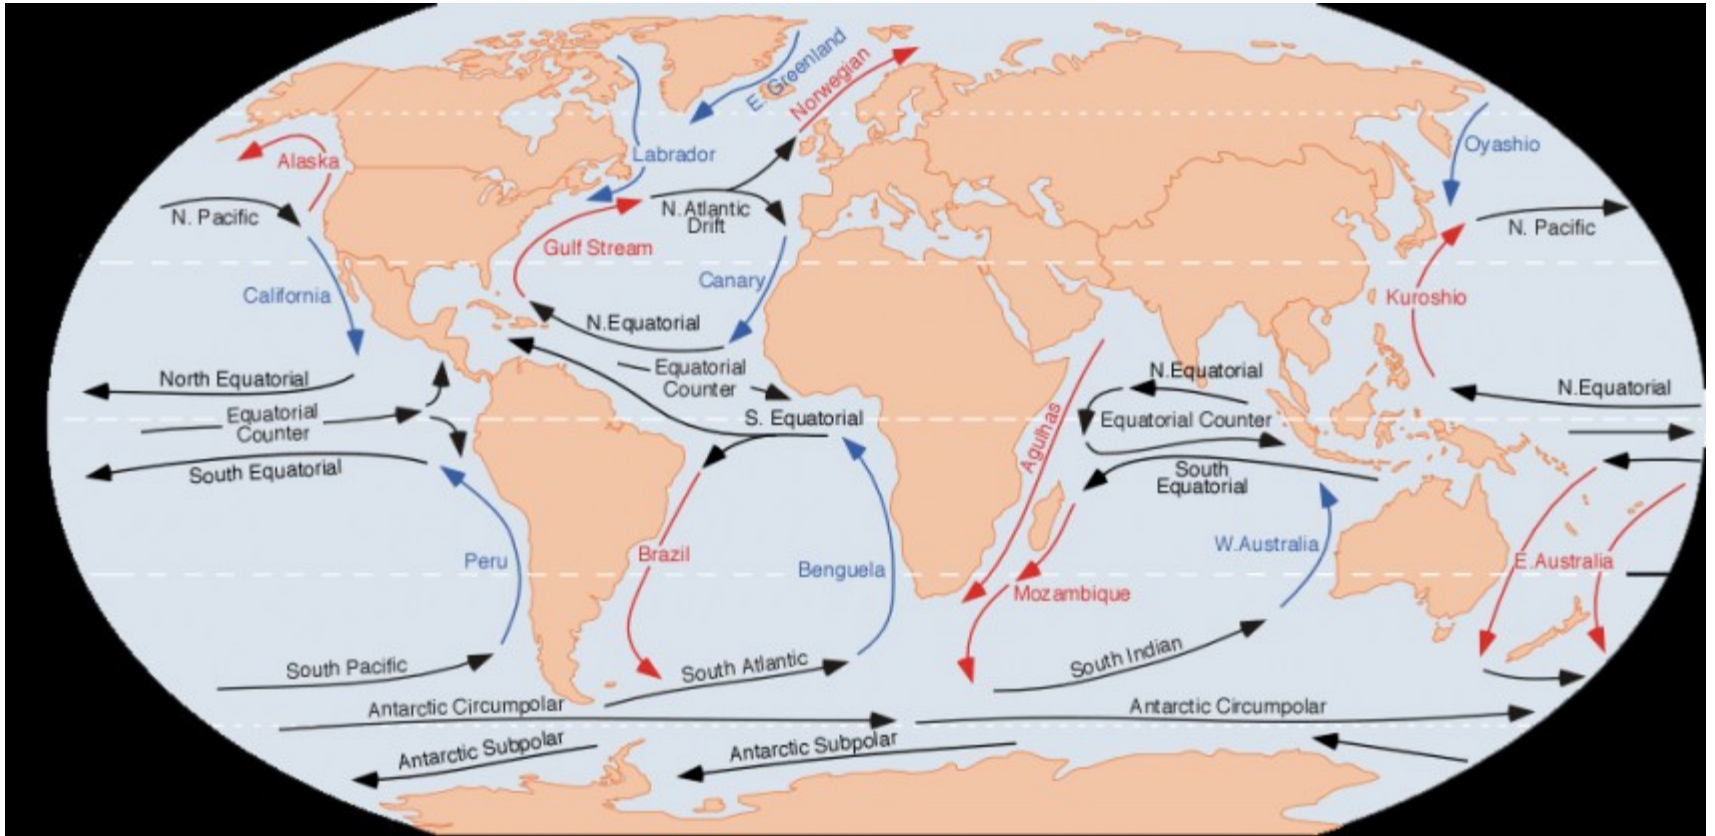 E. Greenland
Norwegian
Labrador
Oyashio
Alaska
N. Pacific
N.Atlantic
Drift
N. Pacific
Gulf Stream
California
Canary
Kuroshio
N.Equatorial
North Equatorial
Equatorial
Counter
N.Equatorial
N.Equatorial
Equatorial
Counter
S. Equatorial
Agulhas
Equatorial Counter
South Equatorial
South
Equatorial
Peru
Brazil
Benguela
W.Australia
E.Australia
Mozambique
South Pacific
South Atlantic
South Indian
Antarctic Circumpolar
Antarctic Circumpolar
Antarctic Subpolar
Antarctic Subpolar